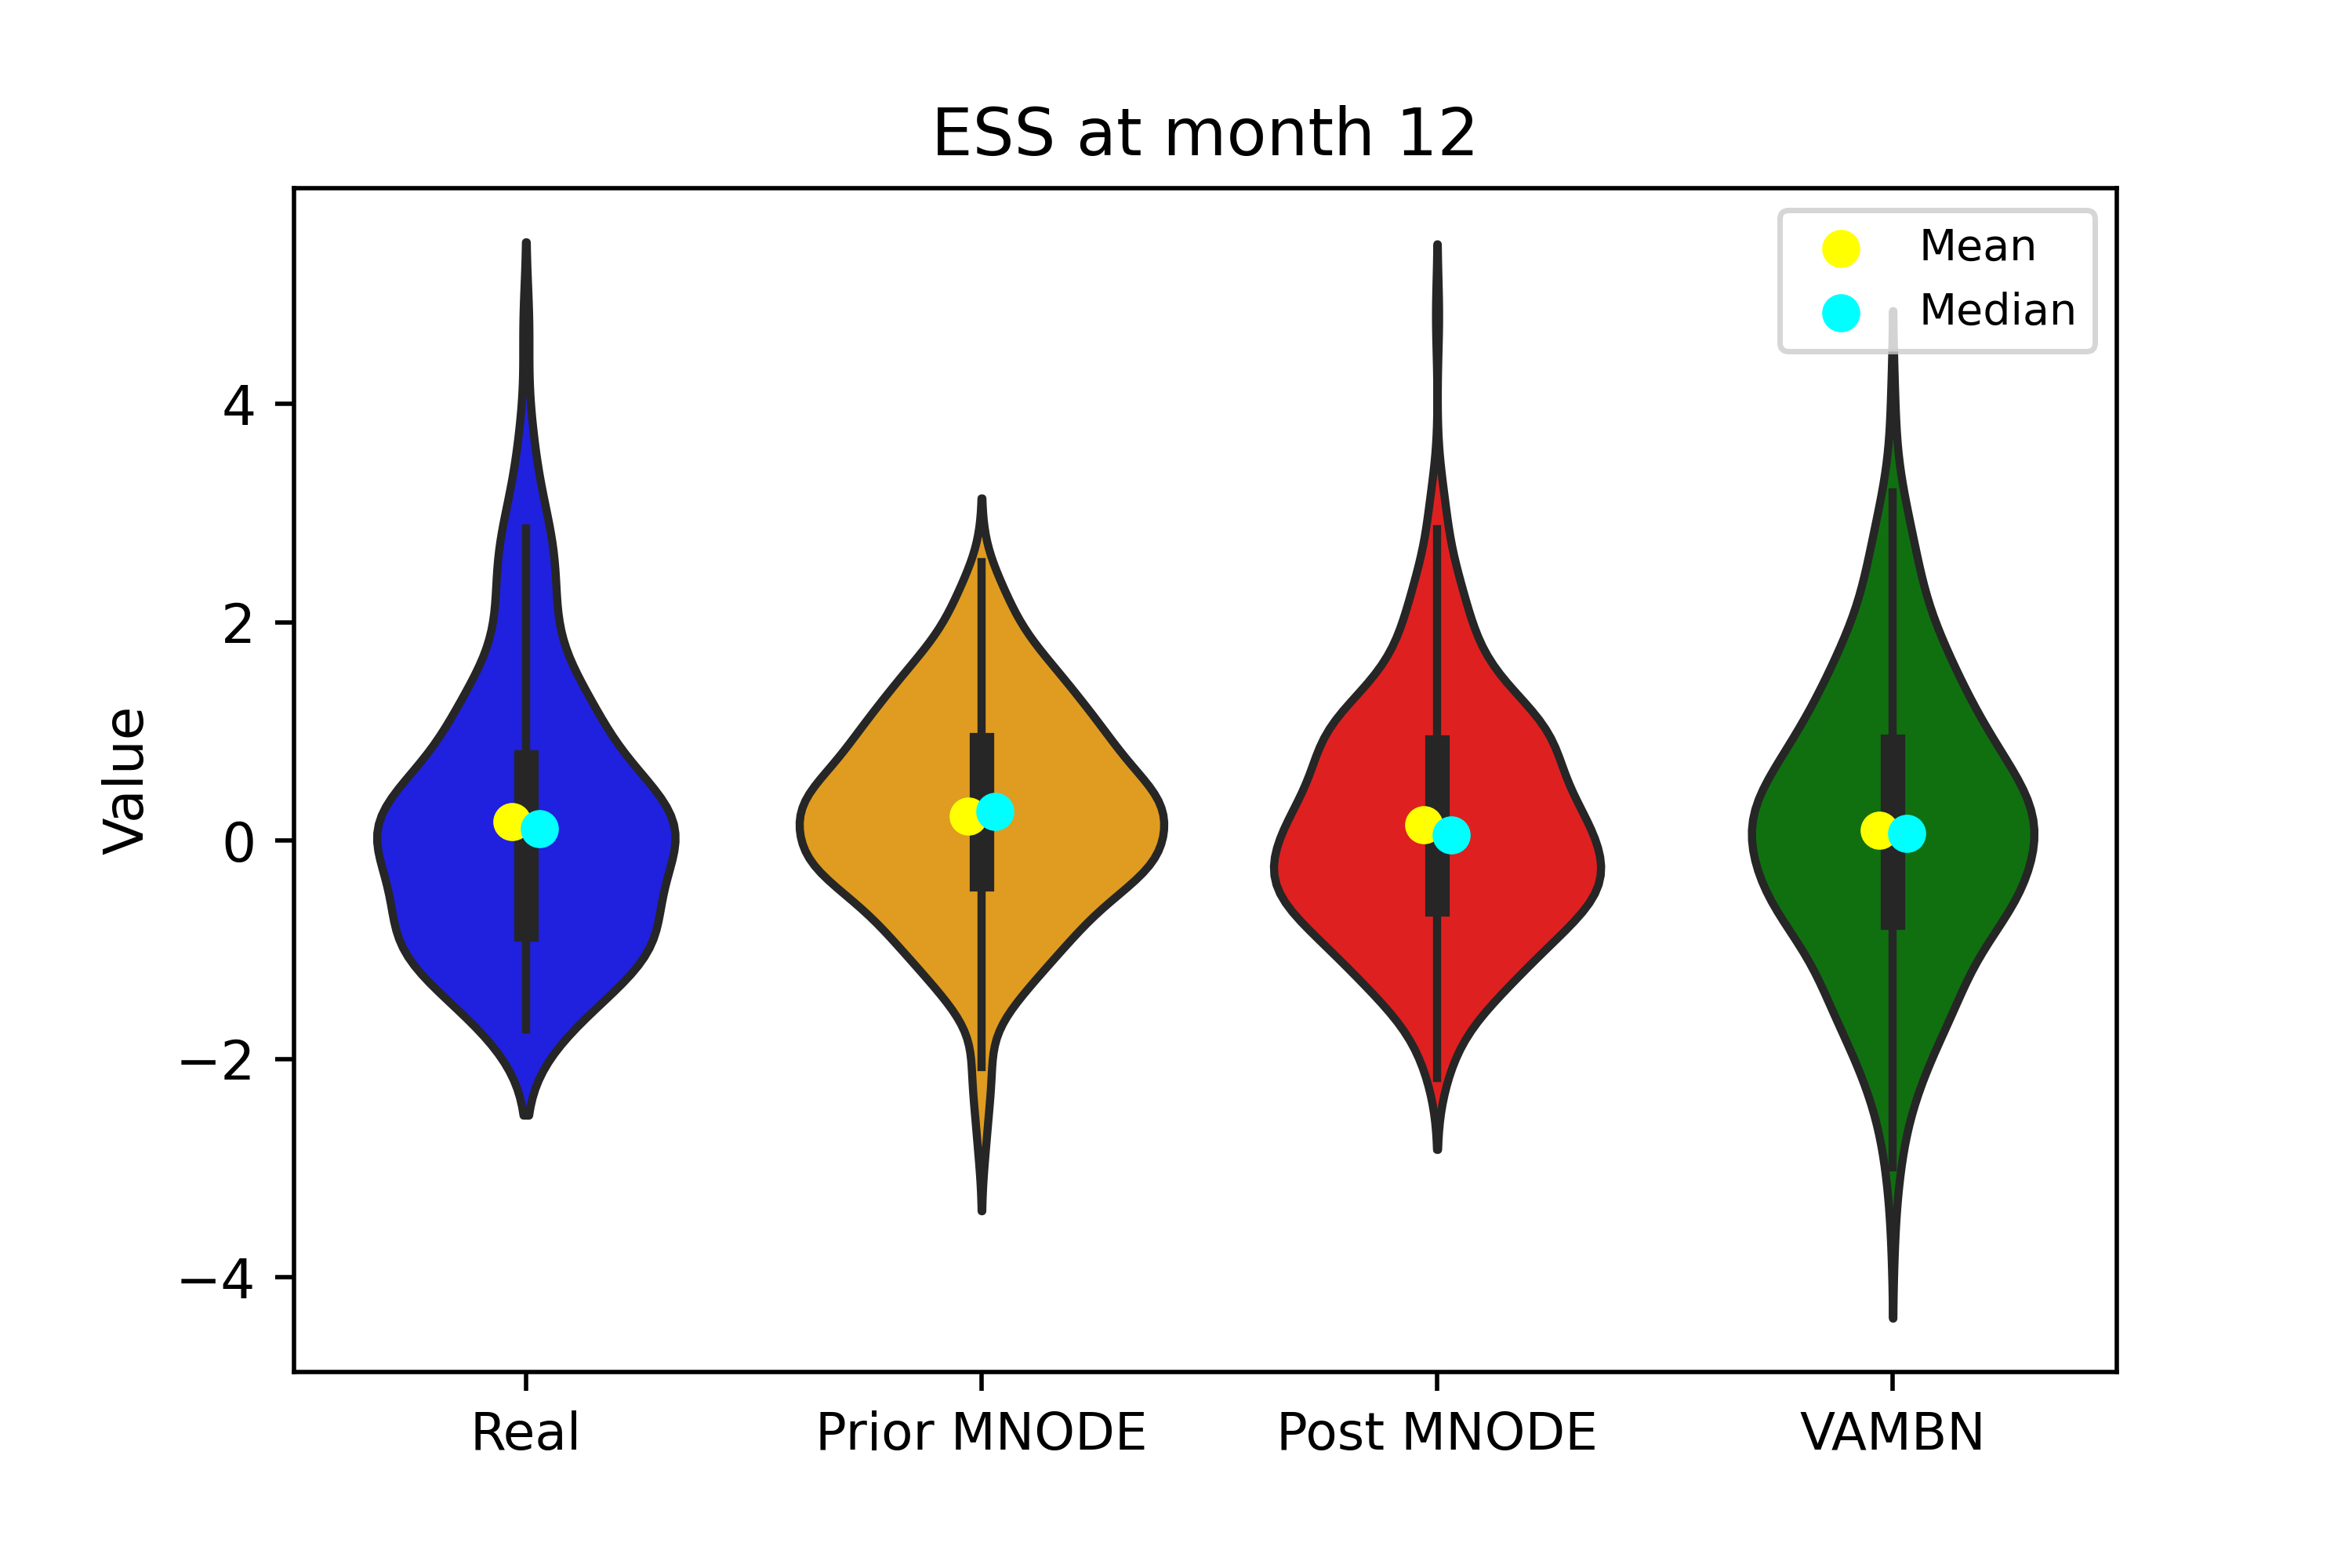 ESS at month 12
Mean
Median
Value
4
2
0
−2
−4
Real
Prior MNODE
Post MNODE
VAMBN